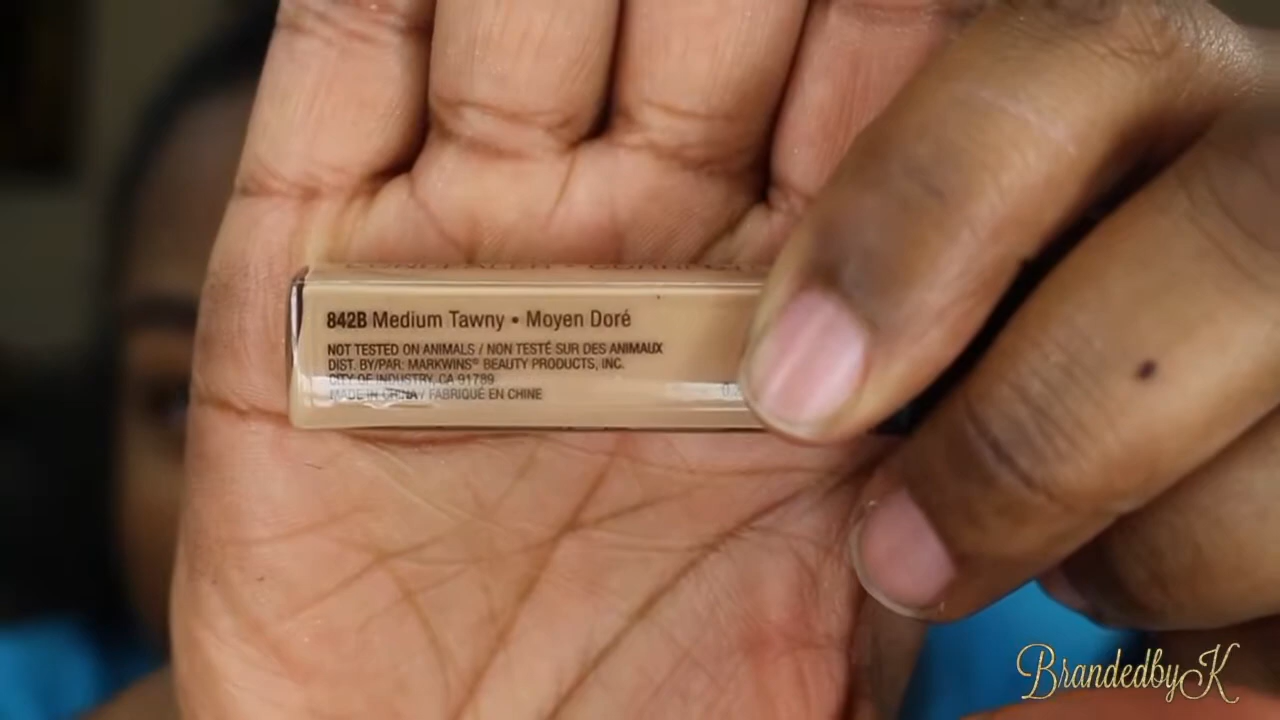 842B Medium Tawny • Moyen Doré
NOT TESTED ON ANIMALS / NON TESTÉ SUR DES ANIMAUX
DIST. BY/PAR: MARKWINS® BEAUTY PRODUCTS, INC.
CITY OF INDUSTRY, CA 91789
MADE IN CHINA / FABRIQUÉ EN CHINE
BrandedbyK